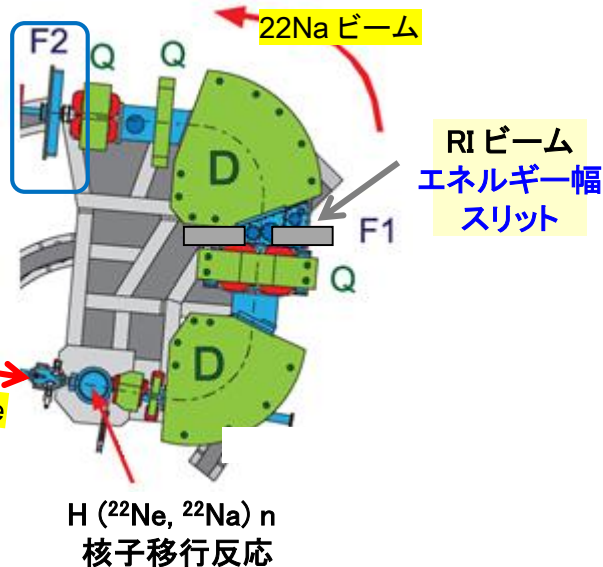 22Na ビーム
F2
Q
Q
D
RI ビーム
エネルギー幅
スリット
F1
Q
D
e
H (²²Ne, ²²Na) n
核子移行反応